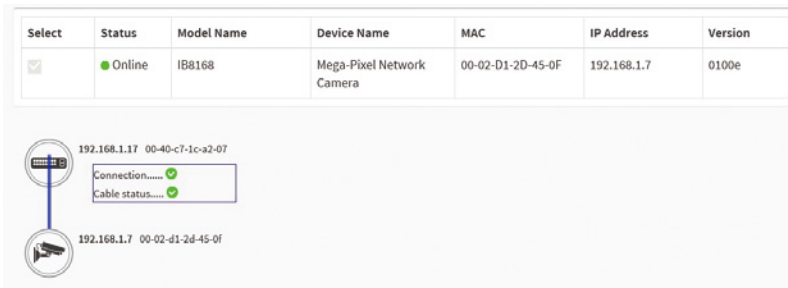 Select Status Model Name Device Name MAC IP Address Version
Online IB8168 Mega-Pixel Network Camera 00-02-D1-2D-45-0F 192.168.1.7 0100e
192.168.1.17 00-40-c7-1c-a2-07
Connection......
Cable status.....
192.168.1.7 00-02-d1-2d-45-0f